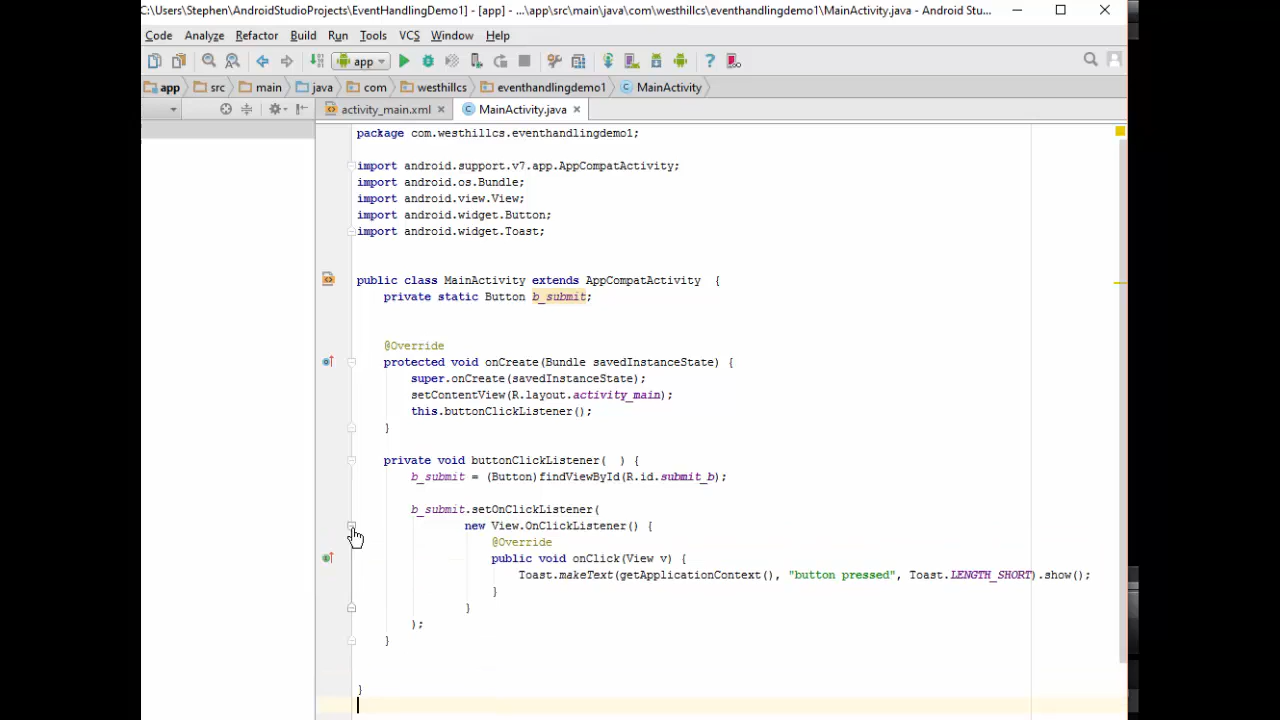 C:\Users\Stephen\AndroidStudioProjects\EventHandlingDemo1] - [app] - ...\app\src\main\java\com\westhillcs\eventhandlingdemo1\MainActivity.java - Android Stu...
Code Analyze Refactor Build Run Tools VCS Window Help
app
app src main java com westhillcs eventhandlingdemo1 MainActivity
activity_main.xml MainActivity.java
package com.westhillcs.eventhandlingdemo1;
import android.support.v7.app.AppCompatActivity;
import android.os.Bundle;
import android.view.View;
import android.widget.Button;
import android.widget.Toast;
public class MainActivity extends AppCompatActivity {
private static Button b_submit;
@Override
protected void onCreate(Bundle savedInstanceState) {
super.onCreate(savedInstanceState);
setContentView(R.layout.activity_main);
this.buttonClickListener();
}
private void buttonClickListener( ) {
b_submit = (Button)findViewById(R.id.submit_b);
b_submit.setOnClickListener(
new View.OnClickListener() {
@Override
public void onClick(View v) {
Toast.makeText(getApplicationContext(), "button pressed", Toast.LENGTH_SHORT).show();
}
}
);
}
}